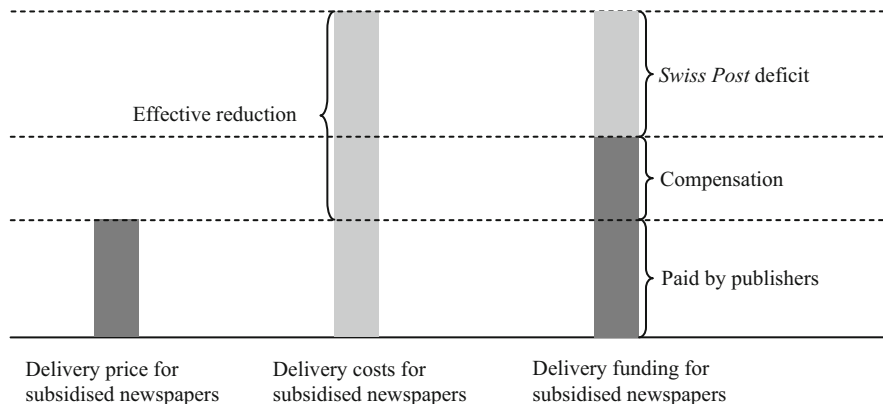 Swiss Post deficit
Effective reduction
Compensation
Paid by publishers
Delivery price for
subsidised newspapers
Delivery costs for
subsidised newspapers
Delivery funding for
subsidised newspapers